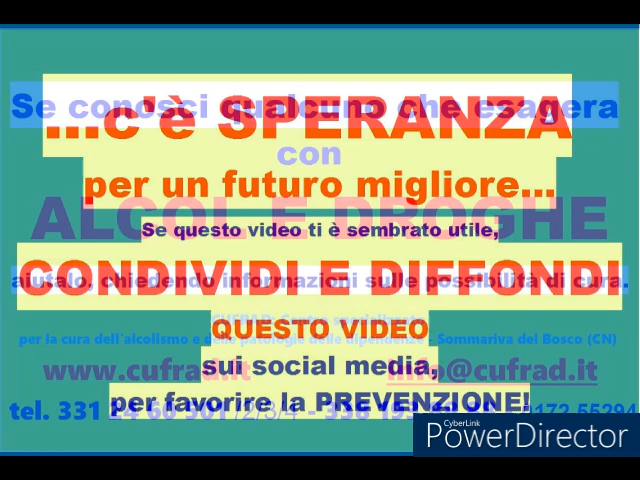 Se conosci qualcuno che esagera
...c'è SPERANZA
con
per un futuro migliore...
ALCOL E DROGHE
Se questo video ti è sembrato utile,
CONDIVIDI E DIFFONDI
aiutalo, chiedendo informazioni sulle possibilità di cura.
QUESTO VIDEO
per la cura dell'alcolismo e delle patologie delle dipendenze - Sommariva del Bosco (CN)
sui social media,
www.cufrad.it info@cufrad.it
per favorire la PREVENZIONE!
tel. 331
CyberLink
PowerDirector